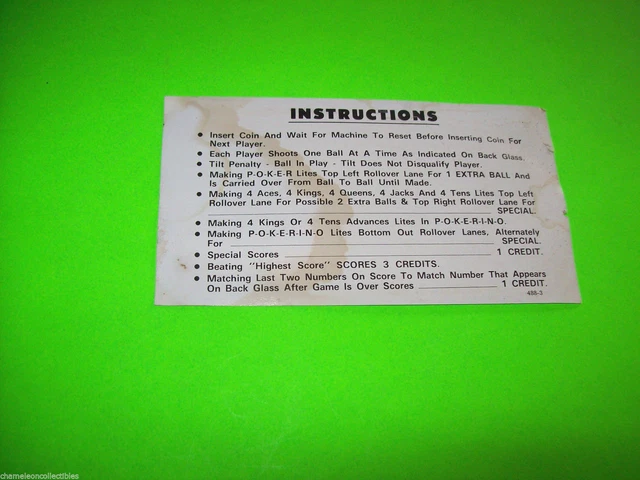 INSTRUCTIONS
● Insert Coin And Wait For Machine To Reset Before Inserting Coin For
Next Player.
● Each Player Shoots One Ball At A Time As Indicated On Back Glass.
● Tilt Penalty - Ball In Play - Tilt Does Not Disqualify Player.
● Making P-O-K-E-R Lites Top Left Rollover Lane For 1 EXTRA BALL And
Is Carried Over From Ball To Ball Until Made.
● Making 4 Aces, 4 Kings, 4 Queens, 4 Jacks And 4 Tens Lites Top Left
Rollover Lane For Possible 2 Extra Balls & Top Right Rollover Lane For
SPECIAL.
● Making 4 Kings Or 4 Tens Advances Lites In P-O-K-E-R-I-N-O.
● Making P-O-K-E-R-I-N-O Lites Bottom Out Rollover Lanes, Alternately
For ______ SPECIAL.
● Special Scores ______ 1 CREDIT.
● Beating "Highest Score" SCORES 3 CREDITS.
● Matching Last Two Numbers On Score To Match Number That Appears
On Back Glass After Game Is Over Scores ______ 1 CREDIT.
488-3
chameleoncollectibles